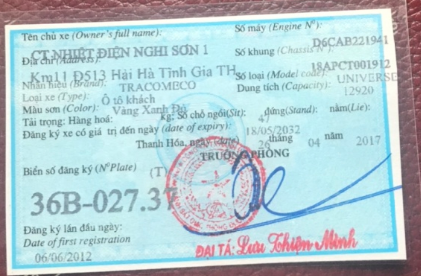 Tên chủ xe (Owner's full name): Số máy (Engine N°):
CT NHIỆT ĐIỆN NGHI SƠN 1 D6CAB221941
Địa chỉ (Address): Số khung (Chassis N°):
Km11 Đ513 Hải Hà Tĩnh Gia TH 18APCT001912
Nhãn hiệu (Brand): TRACOMECO Số loại (Model code): UNIVERSE
Loại xe (Type): Ô tô khách Dung tích (Capacity): 12920
Màu sơn (Color): Vàng Xanh Đỏ
Tải trọng: Hàng hoá: kg; Số chỗ ngồi(Sit): 47 đứng(Stand): nằm(Lie):
Đăng ký xe có giá trị đến ngày (date of expiry): 18/05/2032
Thanh Hóa, ngày (date) 26 tháng 04 năm 2017
TRƯỞNG PHÒNG
Biển số đăng ký (N°Plate) (T)
36B-027.37
Đăng ký lần đầu ngày:
Date of first registration
06/06/2012
ĐẠI TÁ: Lưu Thiện Minh